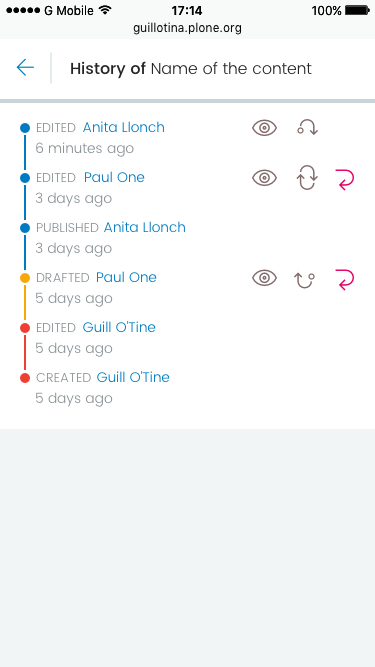 G Mobile 17:14 100%
guillotina.plone.org
History of Name of the content
EDITED Anita Llonch
6 minutes ago
EDITED Paul One
3 days ago
PUBLISHED Anita Llonch
3 days ago
DRAFTED Paul One
5 days ago
EDITED Guill O'Tine
5 days ago
CREATED Guill O'Tine
5 days ago